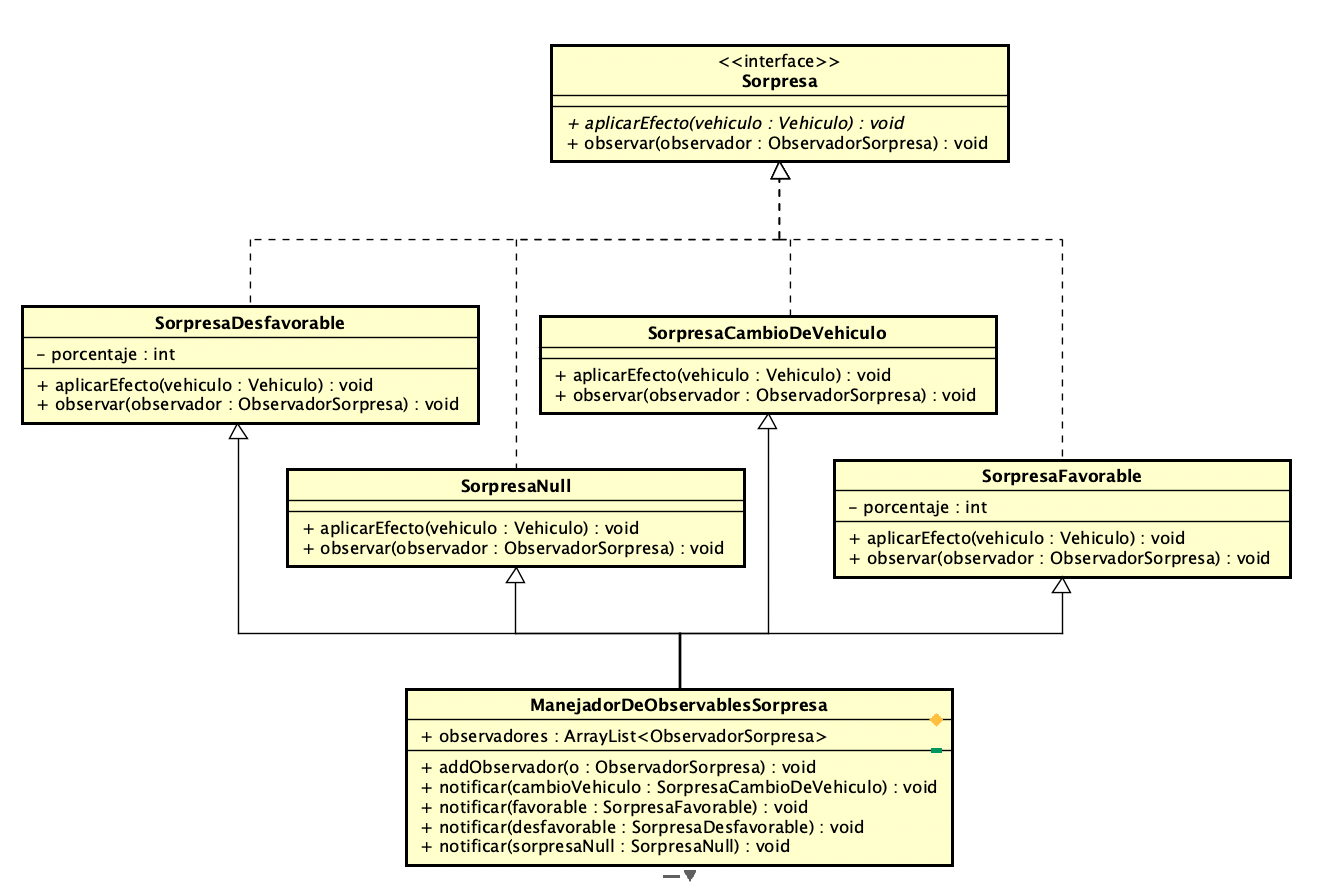 <<interface>>
Sorpresa
+ aplicarEfecto(vehiculo : Vehiculo) : void
+ observar(observador : ObservadorSorpresa) : void
SorpresaDesfavorable
- porcentaje : int
+ aplicarEfecto(vehiculo : Vehiculo) : void
+ observar(observador : ObservadorSorpresa) : void
SorpresaCambioDeVehiculo
+ aplicarEfecto(vehiculo : Vehiculo) : void
+ observar(observador : ObservadorSorpresa) : void
SorpresaNull
+ aplicarEfecto(vehiculo : Vehiculo) : void
+ observar(observador : ObservadorSorpresa) : void
SorpresaFavorable
- porcentaje : int
+ aplicarEfecto(vehiculo : Vehiculo) : void
+ observar(observador : ObservadorSorpresa) : void
ManejadorDeObservablesSorpresa
+ observadores : ArrayList<ObservadorSorpresa>
+ addObservador(o : ObservadorSorpresa) : void
+ notificar(cambioVehiculo : SorpresaCambioDeVehiculo) : void
+ notificar(favorable : SorpresaFavorable) : void
+ notificar(desfavorable : SorpresaDesfavorable) : void
+ notificar(sorpresaNull : SorpresaNull) : void